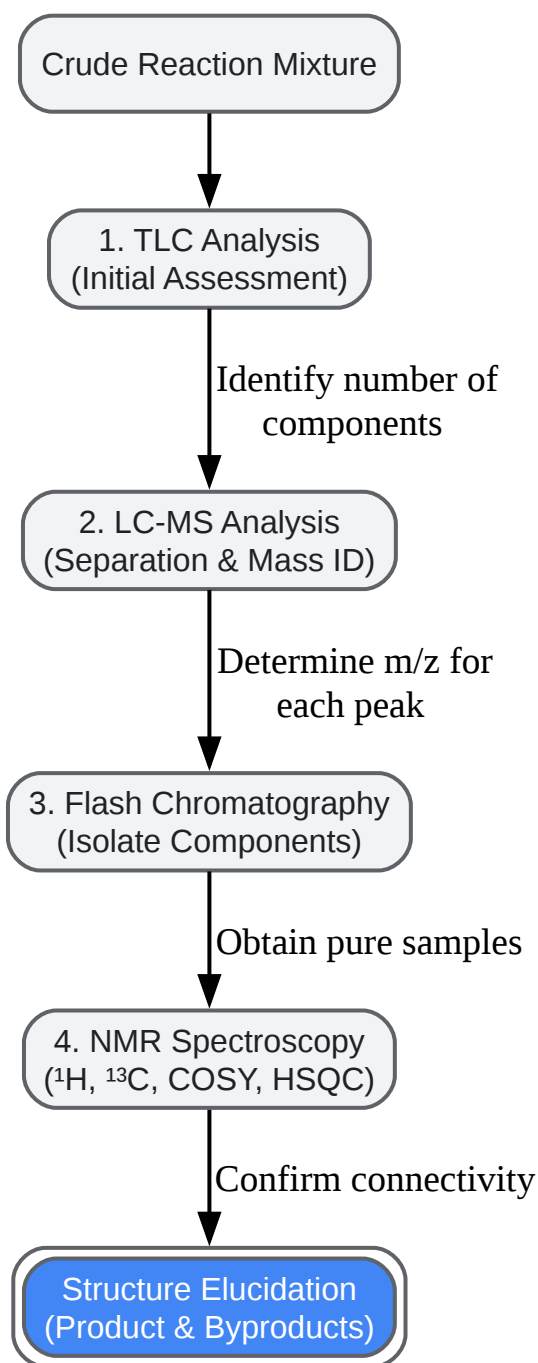 Crude Reaction Mixture
1. TLC Analysis
(Initial Assessment)
Identify number of
components
2. LC-MS Analysis
(Separation & Mass ID)
Determine m/z for
each peak
3. Flash Chromatography
(Isolate Components)
Obtain pure samples
4. NMR Spectroscopy
(¹H, ¹³C, COSY, HSQC)
Confirm connectivity
Structure Elucidation
(Product & Byproducts)